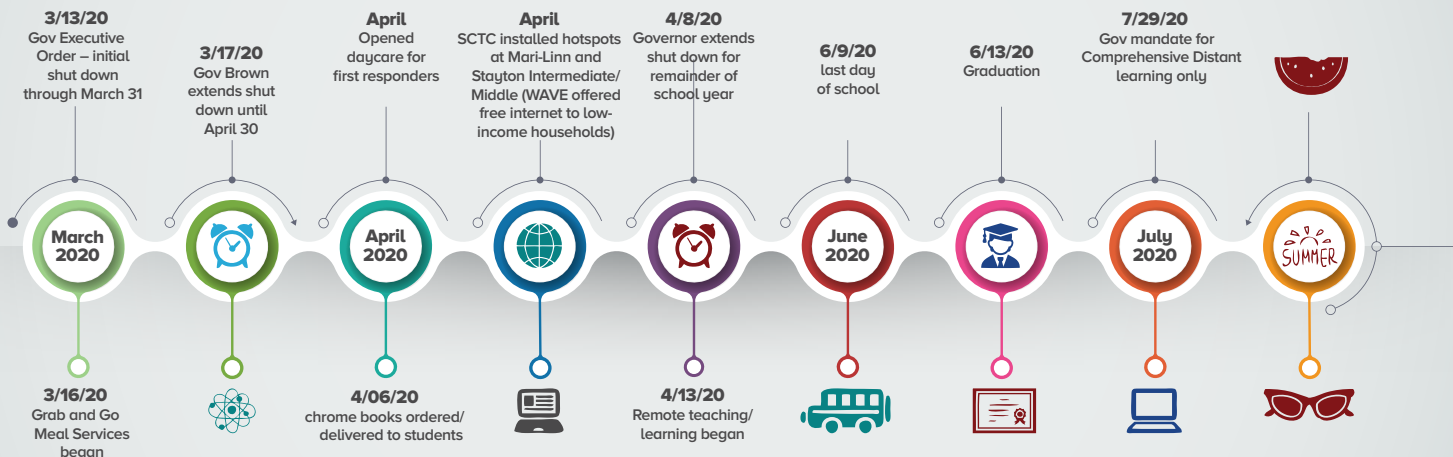 3/13/20
Gov Executive
Order – initial
shut down
through March 31
3/17/20
Gov Brown
extends shut
down until
April 30
April
Opened
daycare for
first responders
April
SCTC installed hotspots
at Mari-Linn and
Stayton Intermediate/
Middle (WAVE offered
free internet to low-
income households)
4/8/20
Governor extends
shut down for
remainder of
school year
6/9/20
last day
of school
6/13/20
Graduation
7/29/20
Gov mandate for
Comprehensive Distant
learning only
March
2020
April
2020
June
2020
July
2020
SUMMER
3/16/20
Grab and Go
Meal Services
began
4/06/20
chrome books ordered/
delivered to students
4/13/20
Remote teaching/
learning began